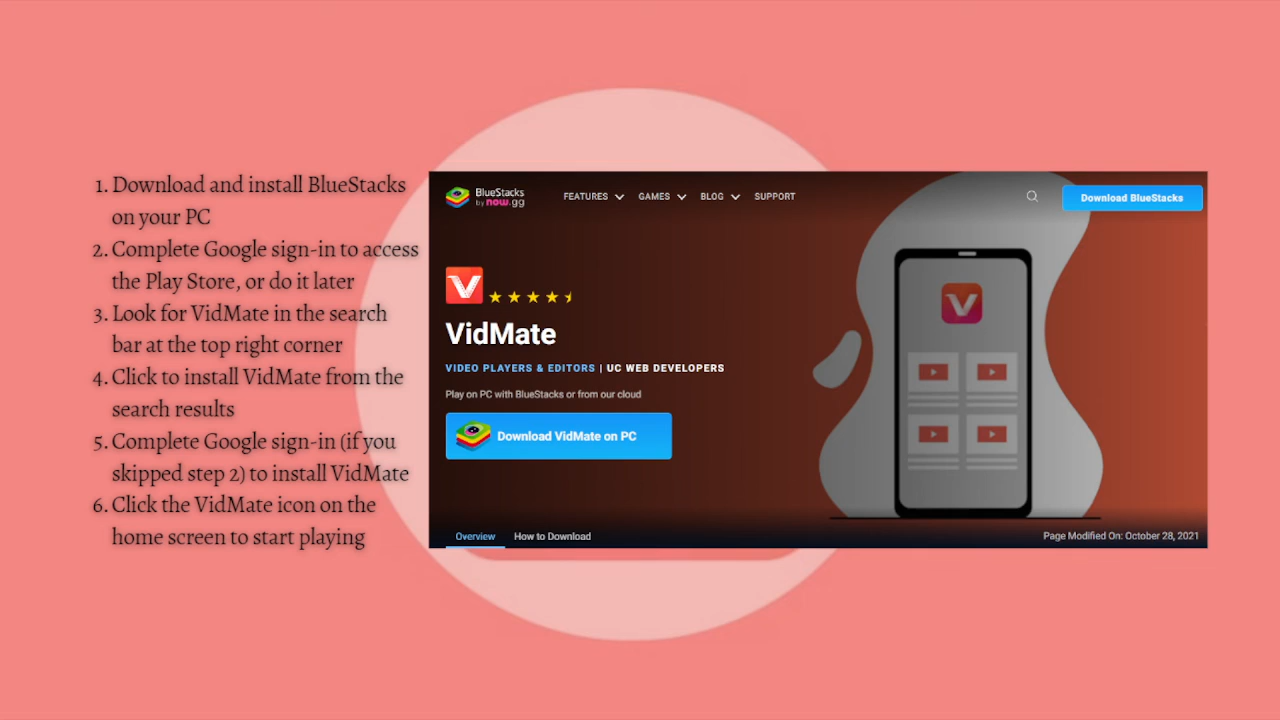 1. Download and install BlueStacks
on your PC
2. Complete Google sign-in to access
the Play Store, or do it later
3. Look for VidMate in the search
bar at the top right corner
4. Click to install VidMate from the
search results
5. Complete Google sign-in (if you
skipped step 2) to install VidMate
6. Click the VidMate icon on the
home screen to start playing
BlueStacks
by now.gg
FEATURES GAMES BLOG SUPPORT
Download BlueStacks
VidMate
VIDEO PLAYERS & EDITORS | UC WEB DEVELOPERS
Play on PC with BlueStacks or from our cloud
Download VidMate on PC
Overview How to Download
Page Modified On: October 28, 2021